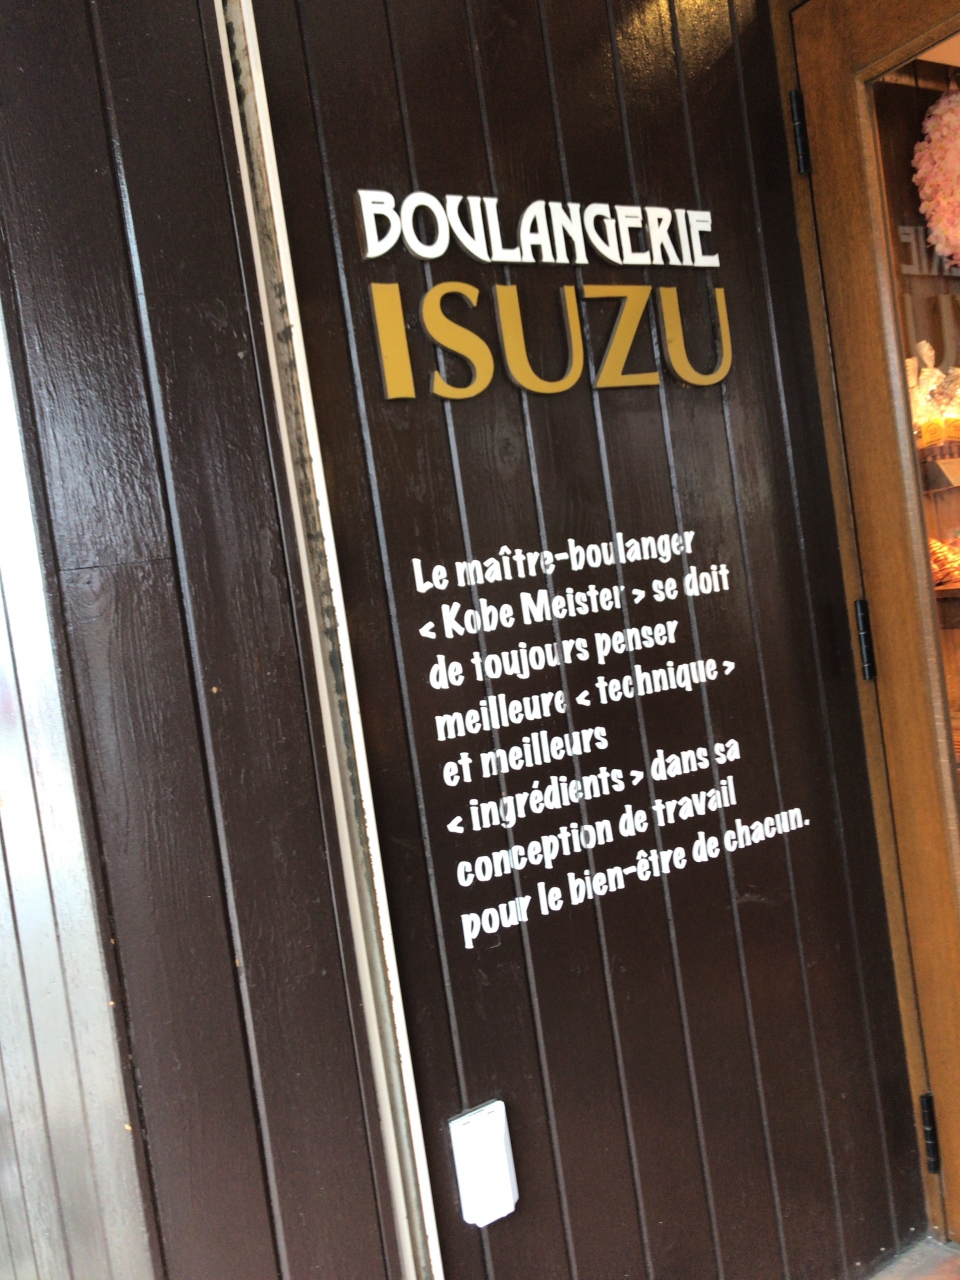 BOULANGERIE
ISUZU
Le maître-boulanger
< Kobe Meister > se doit
de toujours penser
meilleure < technique >
et meilleurs
< ingrédients > dans sa
conception de travail
pour le bien-être de chacun.